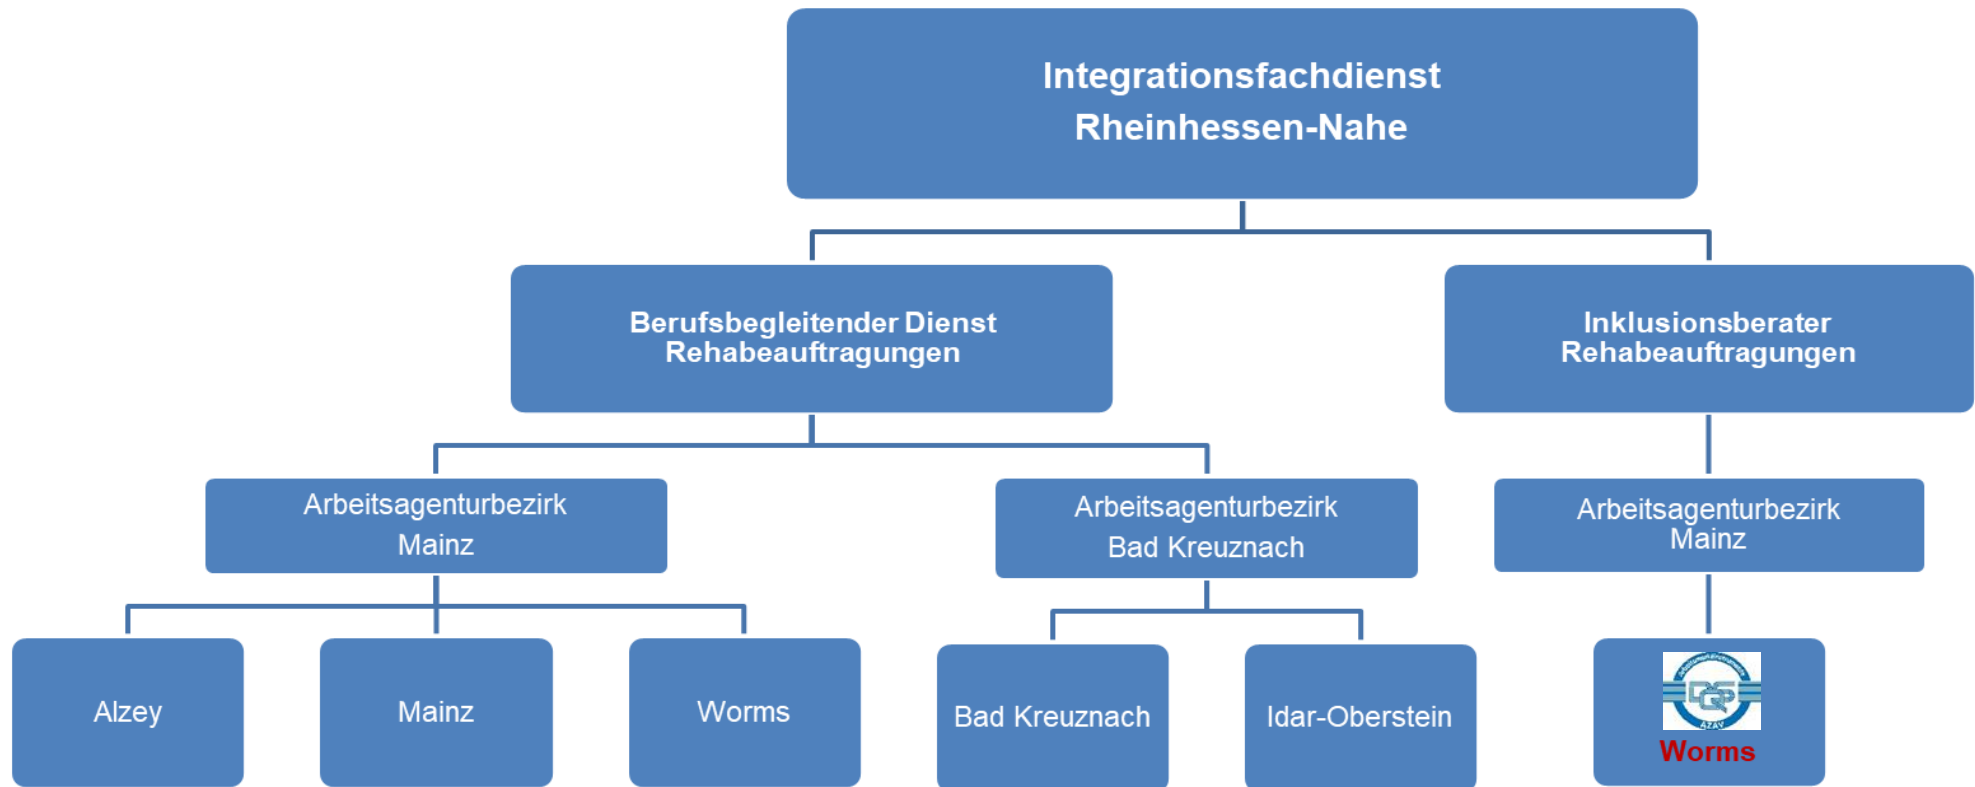 Integrationsfachdienst
Rheinhessen-Nahe
Berufsbegleitender Dienst
Rehabeauftragungen
Inklusionsberater
Rehabeauftragungen
Arbeitsagenturbezirk
Mainz
Arbeitsagenturbezirk
Bad Kreuznach
Arbeitsagenturbezirk
Mainz
Alzey
Mainz
Worms
Bad Kreuznach
Idar-Oberstein
AZAV
Worms